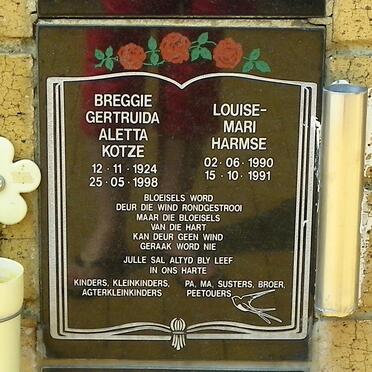 BREGGIE
GERTRUIDA
ALETTA
KOTZE
12 · 11 · 1924
25 · 05 · 1998
LOUISE-
MARI
HARMSE
02 · 06 · 1990
15 · 10 · 1991
BLOEISELS WORD
DEUR DIE WIND RONDGESTROOI
MAAR DIE BLOEISELS
VAN DIE HART
KAN DEUR GEEN WIND
GERAAK WORD NIE
JULLE SAL ALTYD BLY LEEF
IN ONS HARTE
KINDERS, KLEINKINDERS,
AGTERKLEINKINDERS
PA, MA, SUSTERS, BROER,
PEETOUERS